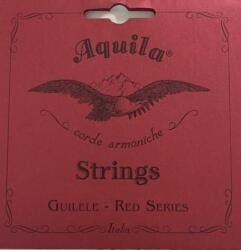 Aquila®
corde armoniche
Strings
GUILELE - RED SERIES
Italia